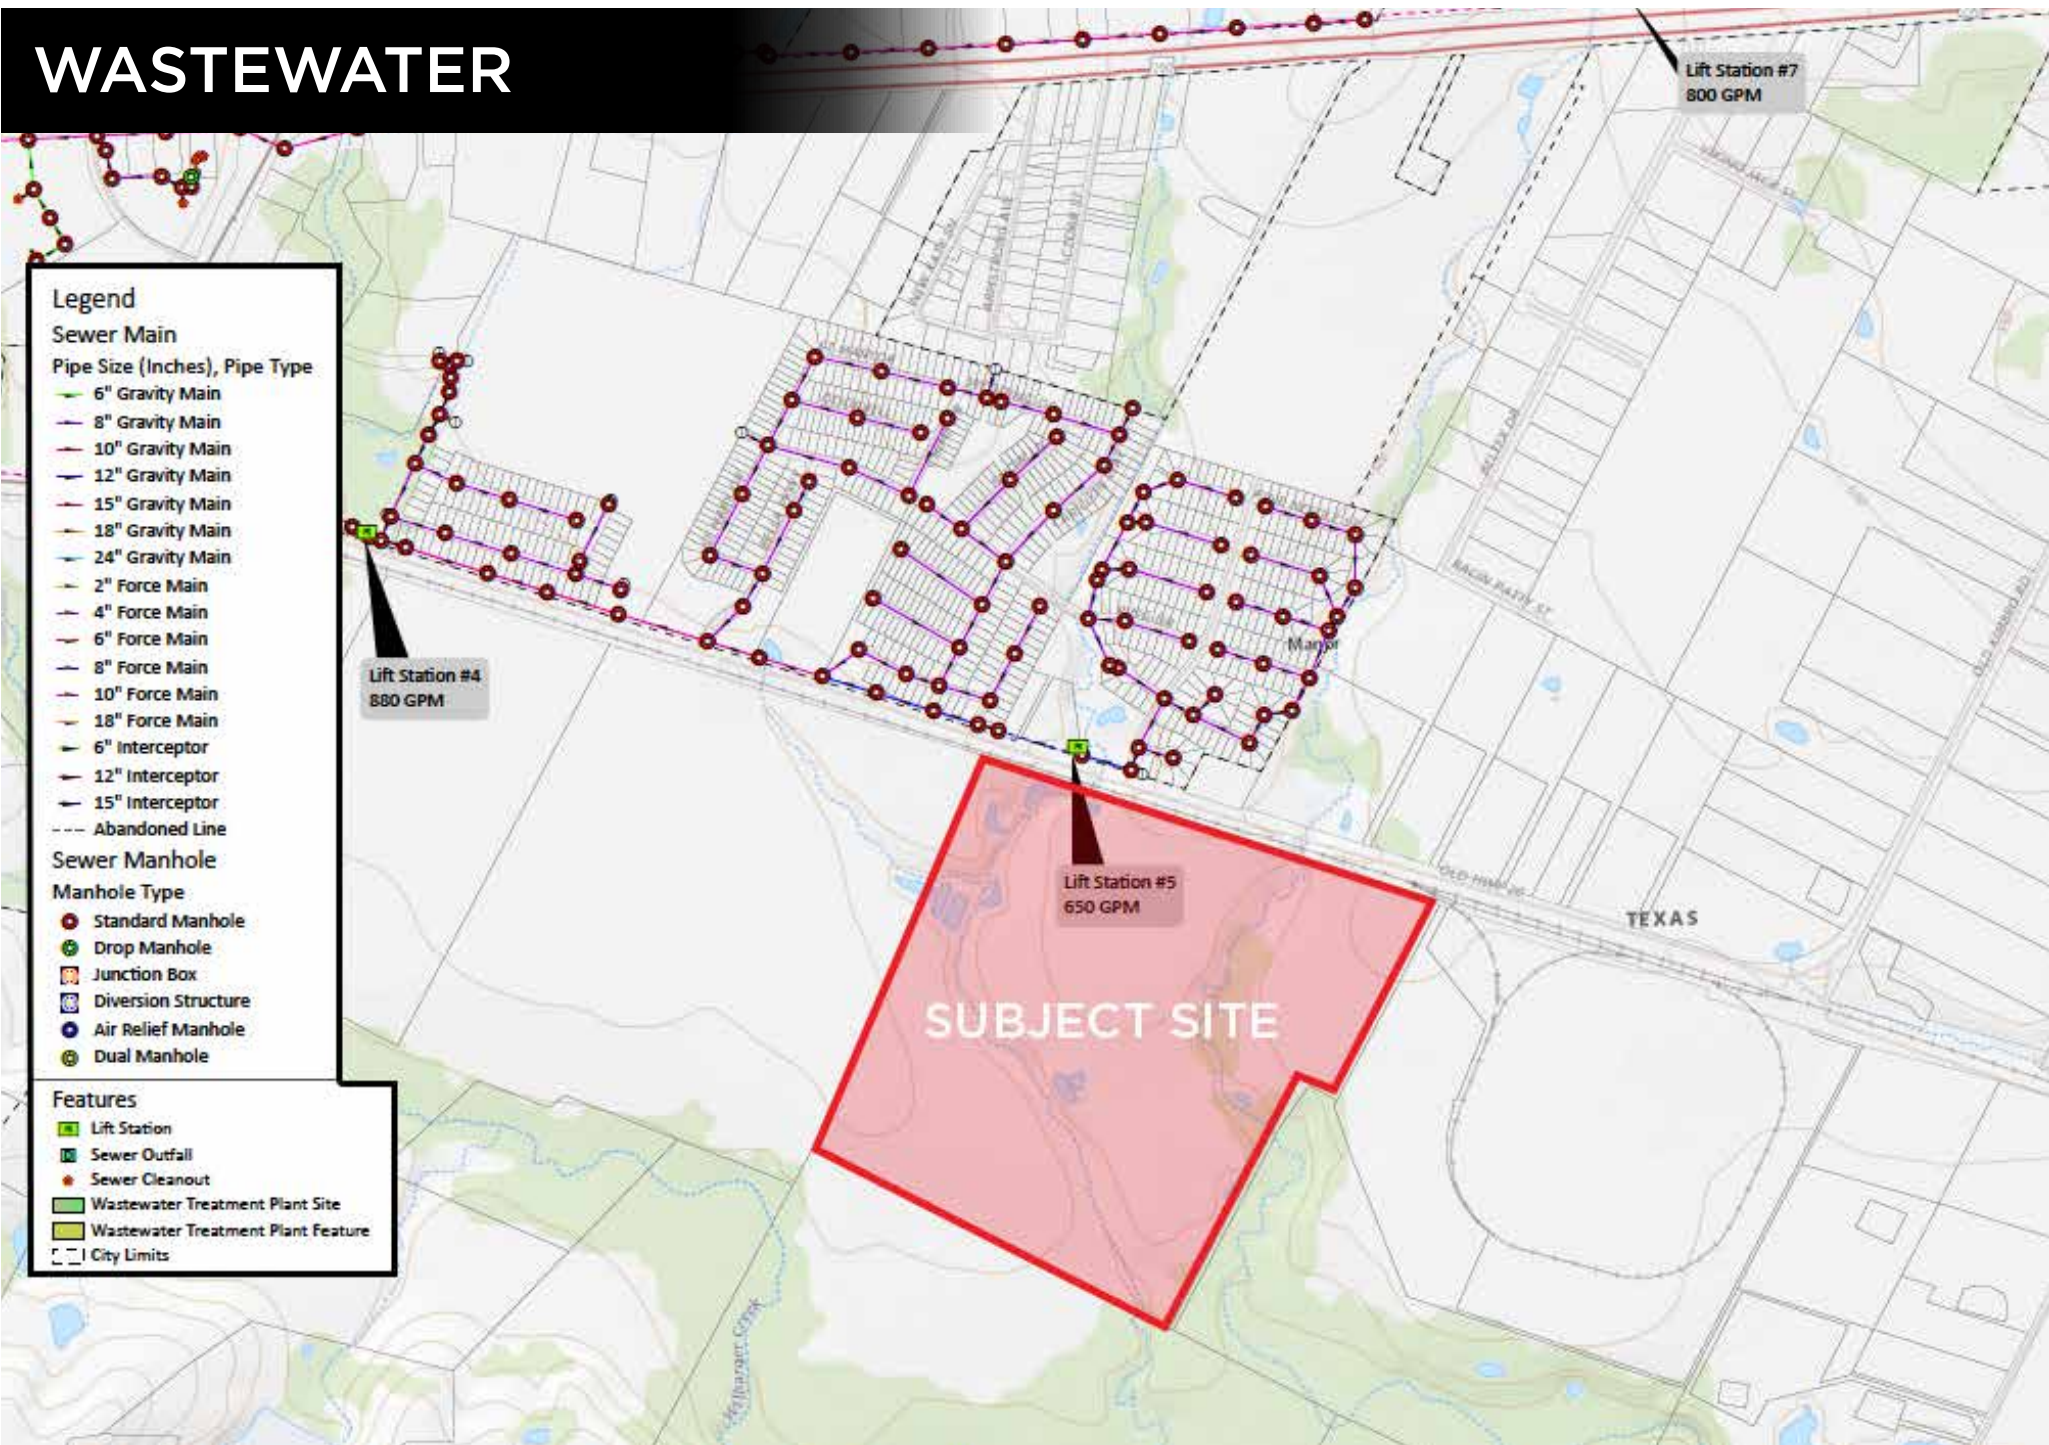 WASTEWATER
Lift Station #7
800 GPM
Legend
Sewer Main
Pipe Size (Inches), Pipe Type
6" Gravity Main
8" Gravity Main
10" Gravity Main
12" Gravity Main
15" Gravity Main
18" Gravity Main
24" Gravity Main
2" Force Main
4" Force Main
6" Force Main
8" Force Main
10" Force Main
18" Force Main
6" Interceptor
12" Interceptor
15" Interceptor
Abandoned Line
Sewer Manhole
Manhole Type
Standard Manhole
Drop Manhole
Junction Box
Diversion Structure
Air Relief Manhole
Dual Manhole
Features
Lift Station
Sewer Outfall
Sewer Cleanout
Wastewater Treatment Plant Site
Wastewater Treatment Plant Feature
City Limits
Manor
Lift Station #4
880 GPM
Lift Station #5
650 GPM
TEXAS
SUBJECT SITE